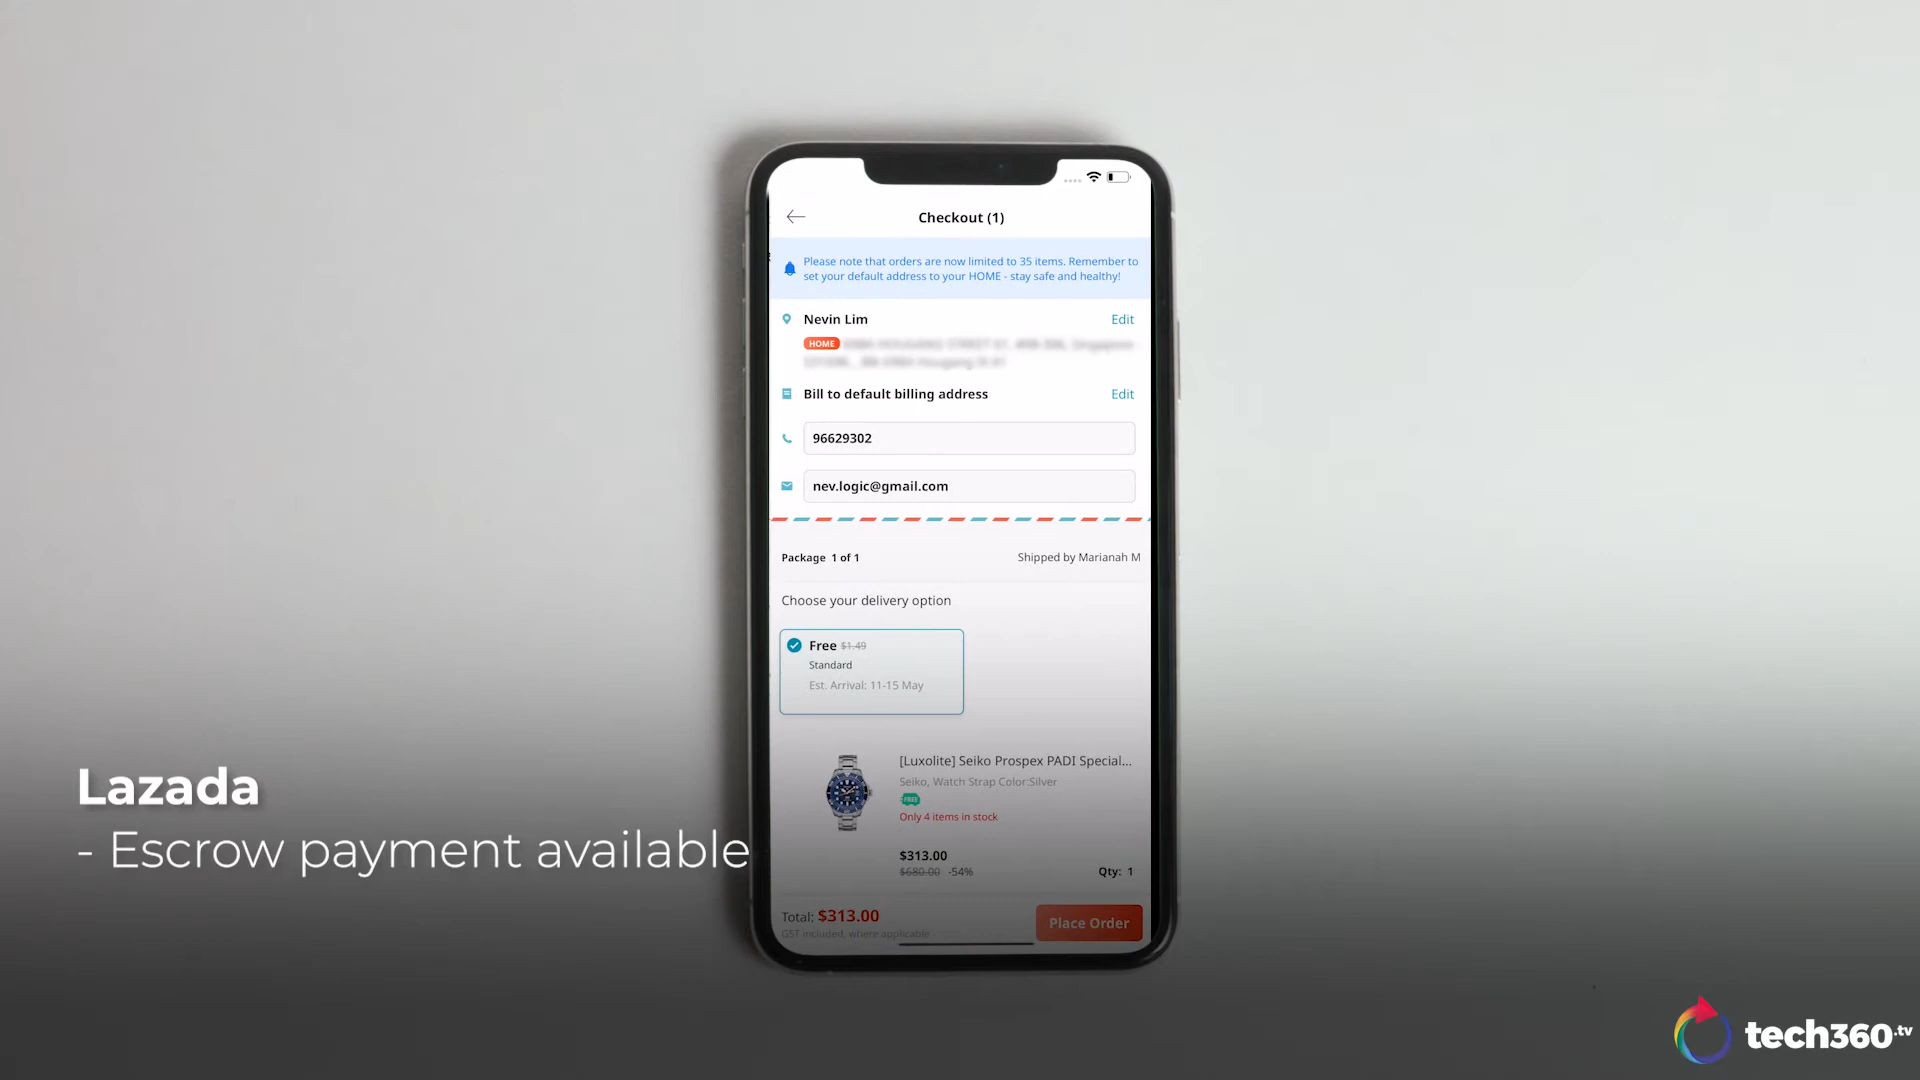 Checkout (1)
Please note that orders are now limited to 35 items. Remember to
set your default address to your HOME - stay safe and healthy!
Nevin Lim
Edit
HOME
Bill to default billing address
Edit
96629302
nev.logic@gmail.com
Package 1 of 1
Shipped by Marianah M
Choose your delivery option
Free $1.49
Standard
Est. Arrival: 11-15 May
[Luxolite] Seiko Prospex PADI Special...
Seiko, Watch Strap Color:Silver
FREE
Only 4 items in stock
$313.00
$680.00 -54%
Qty: 1
Total: $313.00
GST included, where applicable
Place Order
Lazada
- Escrow payment available
tech360.tv